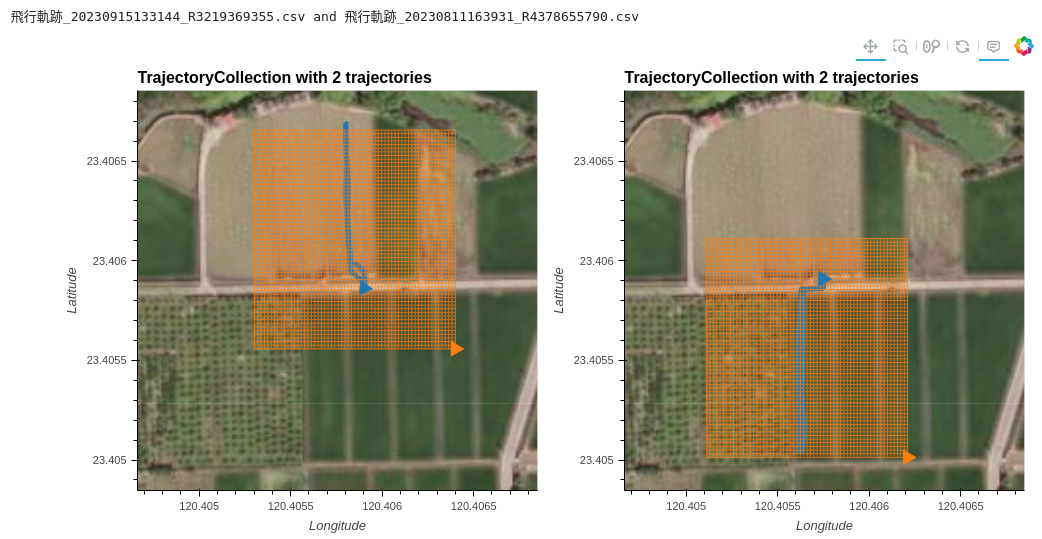 飛行軌跡_20230915133144_R3219369355.csv and 飛行軌跡_20230811163931_R4378655790.csv
TrajectoryCollection with 2 trajectories
23.4065
23.406
23.4055
23.405
Latitude
120.405
120.4055
120.406
120.4065
Longitude
TrajectoryCollection with 2 trajectories
23.4065
23.406
23.4055
23.405
Latitude
120.405
120.4055
120.406
120.4065
Longitude